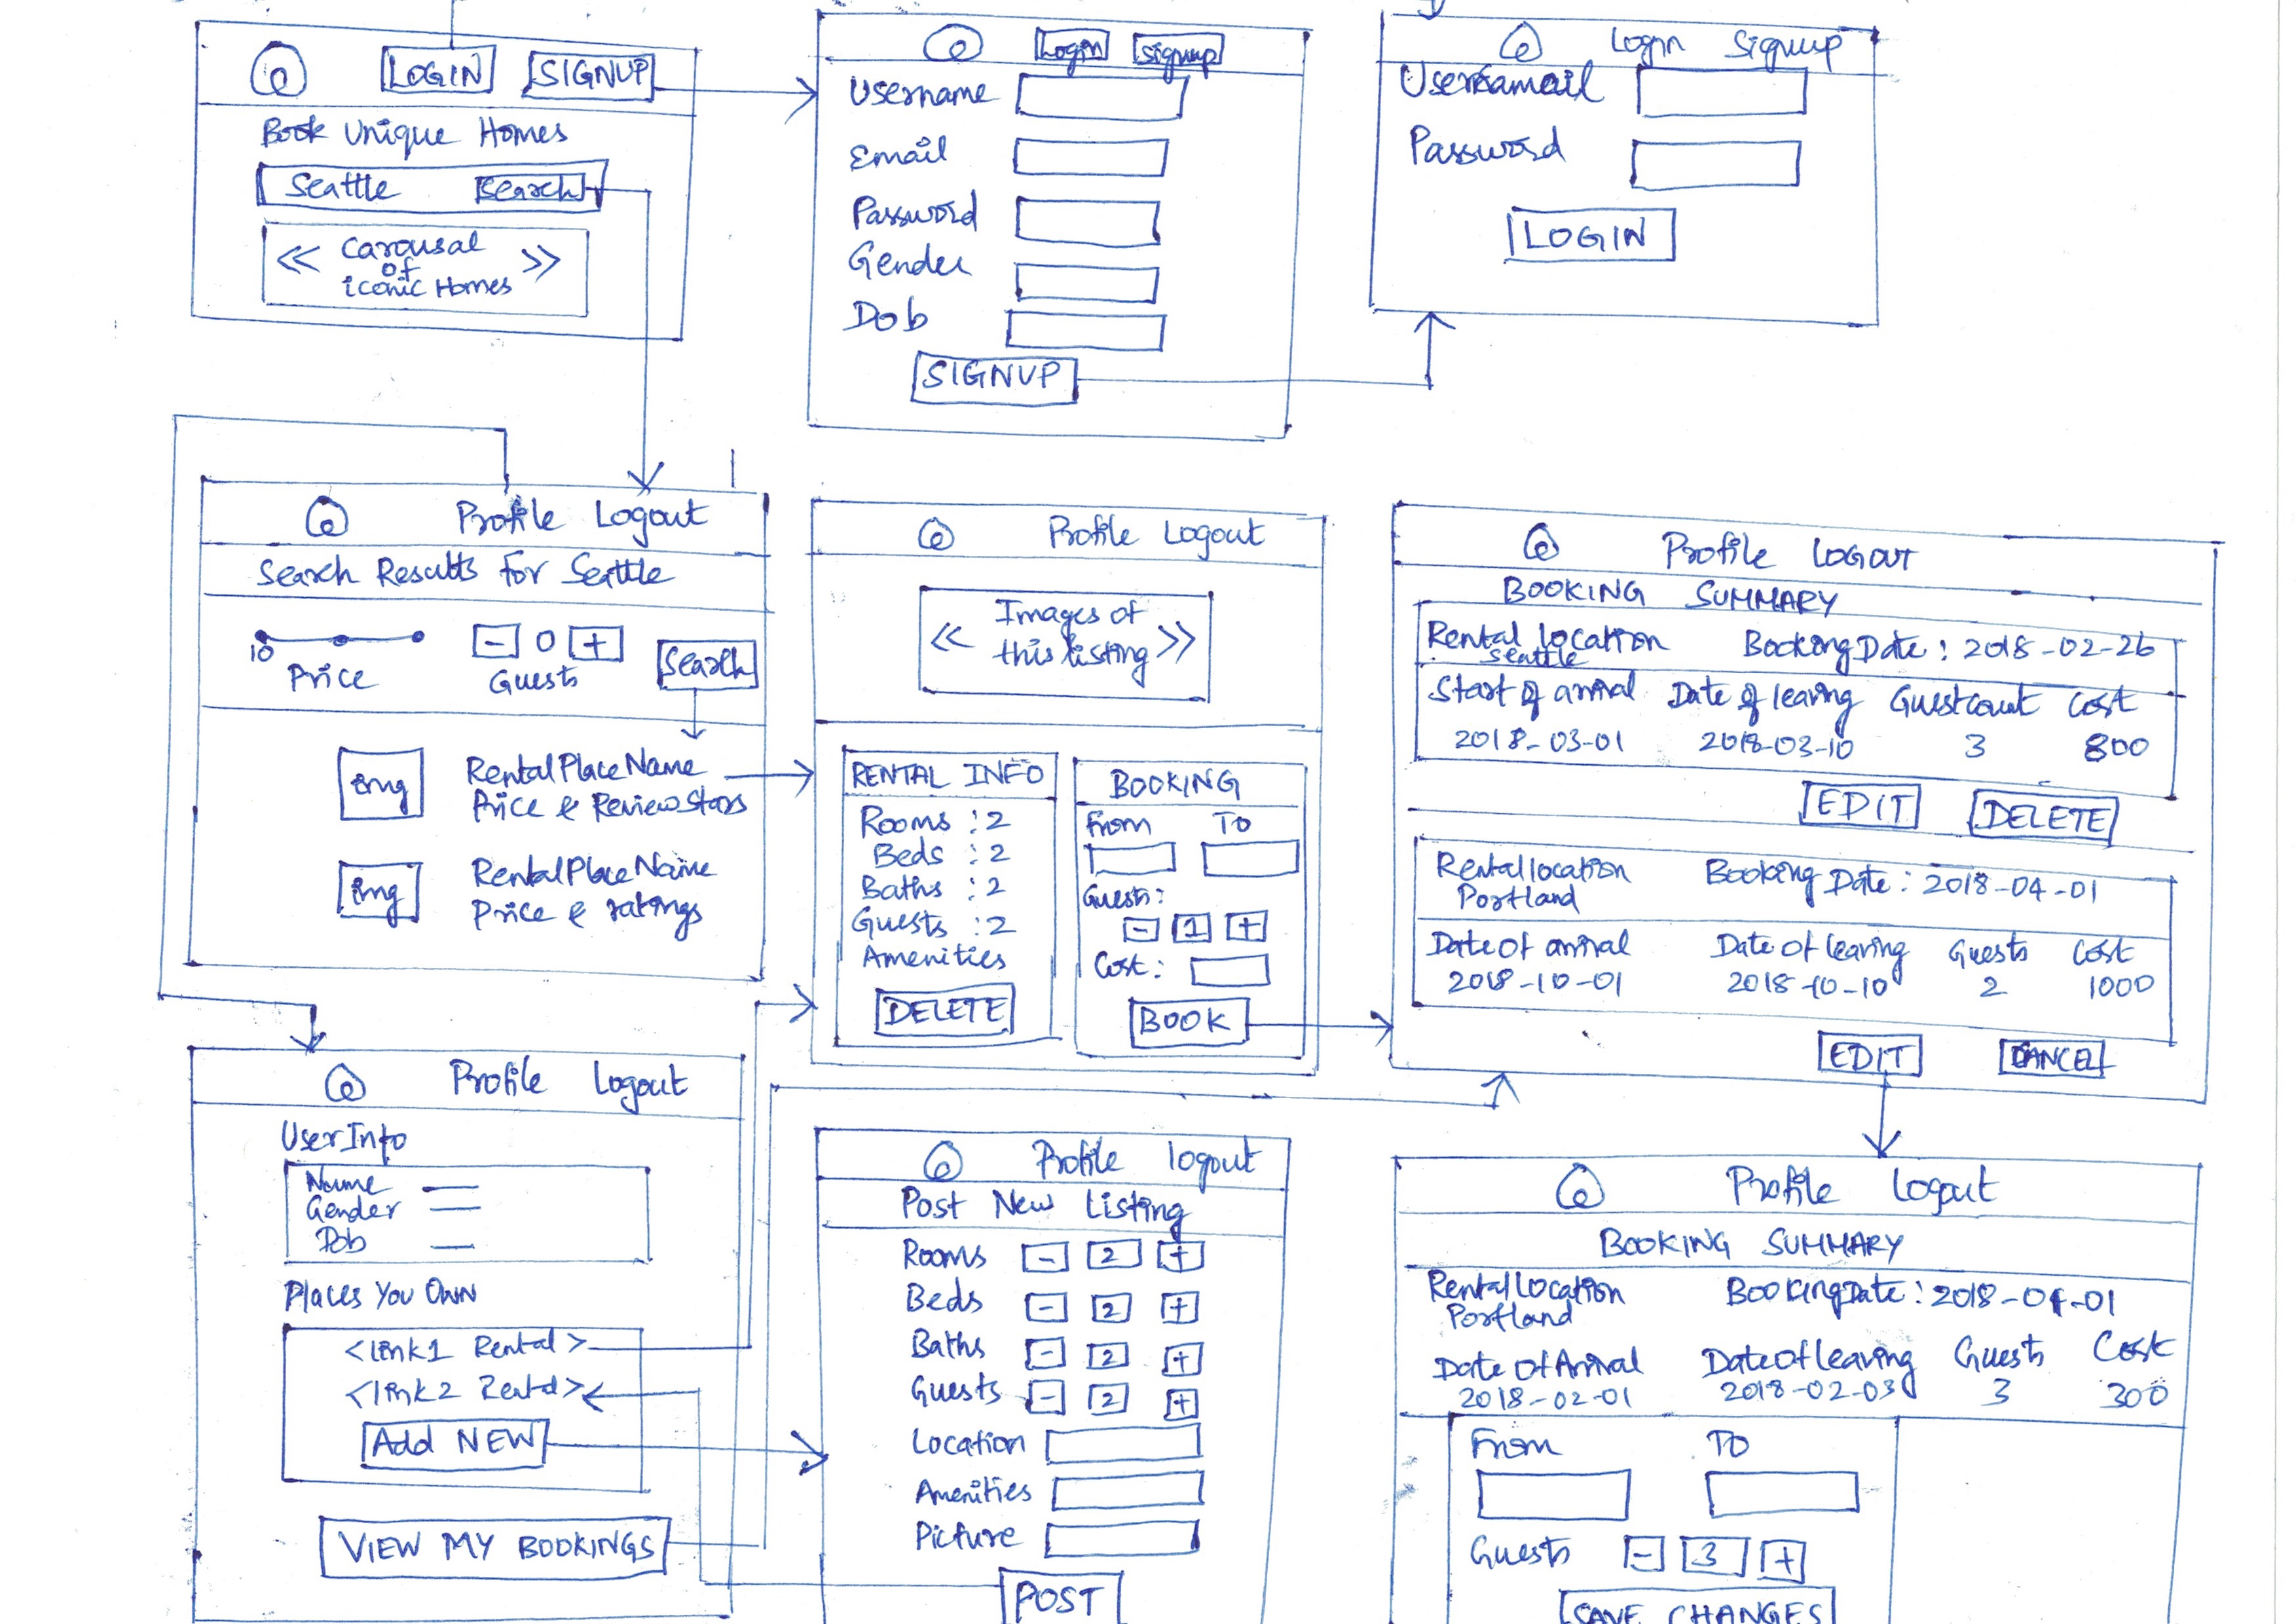 LOGIN SIGNUP
Book Unique Homes
Seattle Search
<< Carousal >>
of
iconic Homes
Login Signup
Username
Email
Password
Gender
Dob
SIGNUP
Login Signup
Password
LOGIN
Profile Logout
Search Results for Seattle
10
Price
- 0 +
Guests
Search
img RentalPlaceName
Price & Review Stars
img RentalPlaceName
Price & ratings
Profile Logout
<< Images of >>
this listing
RENTAL INFO
Rooms : 2
Beds : 2
Baths : 2
Guests : 2
Amenities
DELETE
BOOKING
From To
Guests:
- 1 +
Cost:
BOOK
Profile LOGOUT
BOOKING SUMMARY
Rental location Booking Date : 2018-02-26
Seattle
Start of arrival Date of leaving Guestcount Cost
2018-03-01 2018-03-10 3 800
EDIT DELETE
Rental location Booking Date : 2018-04-01
Portland
Date of arrival Date of leaving Guests Cost
2018-10-01 2018-10-10 2 1000
EDIT CANCEL
Profile Logout
User Info
Name
Gender
Dob
Places You Own
<link1 Rental>
<link2 Rental>
Add NEW
VIEW MY BOOKINGS
Profile logout
Post New Listing
Rooms - 2 +
Beds - 2 +
Baths - 2 +
Guests - 2 +
Location
Amenities
Picture
POST
Profile Logout
BOOKING SUMMARY
Rental Location Booking Date : 2018-04-01
Portland
Date Of Arrival Date of leaving Guests Cost
2018-02-01 2018-02-03 3 300
From To
Guests - 3 +
SAVE CHANGES